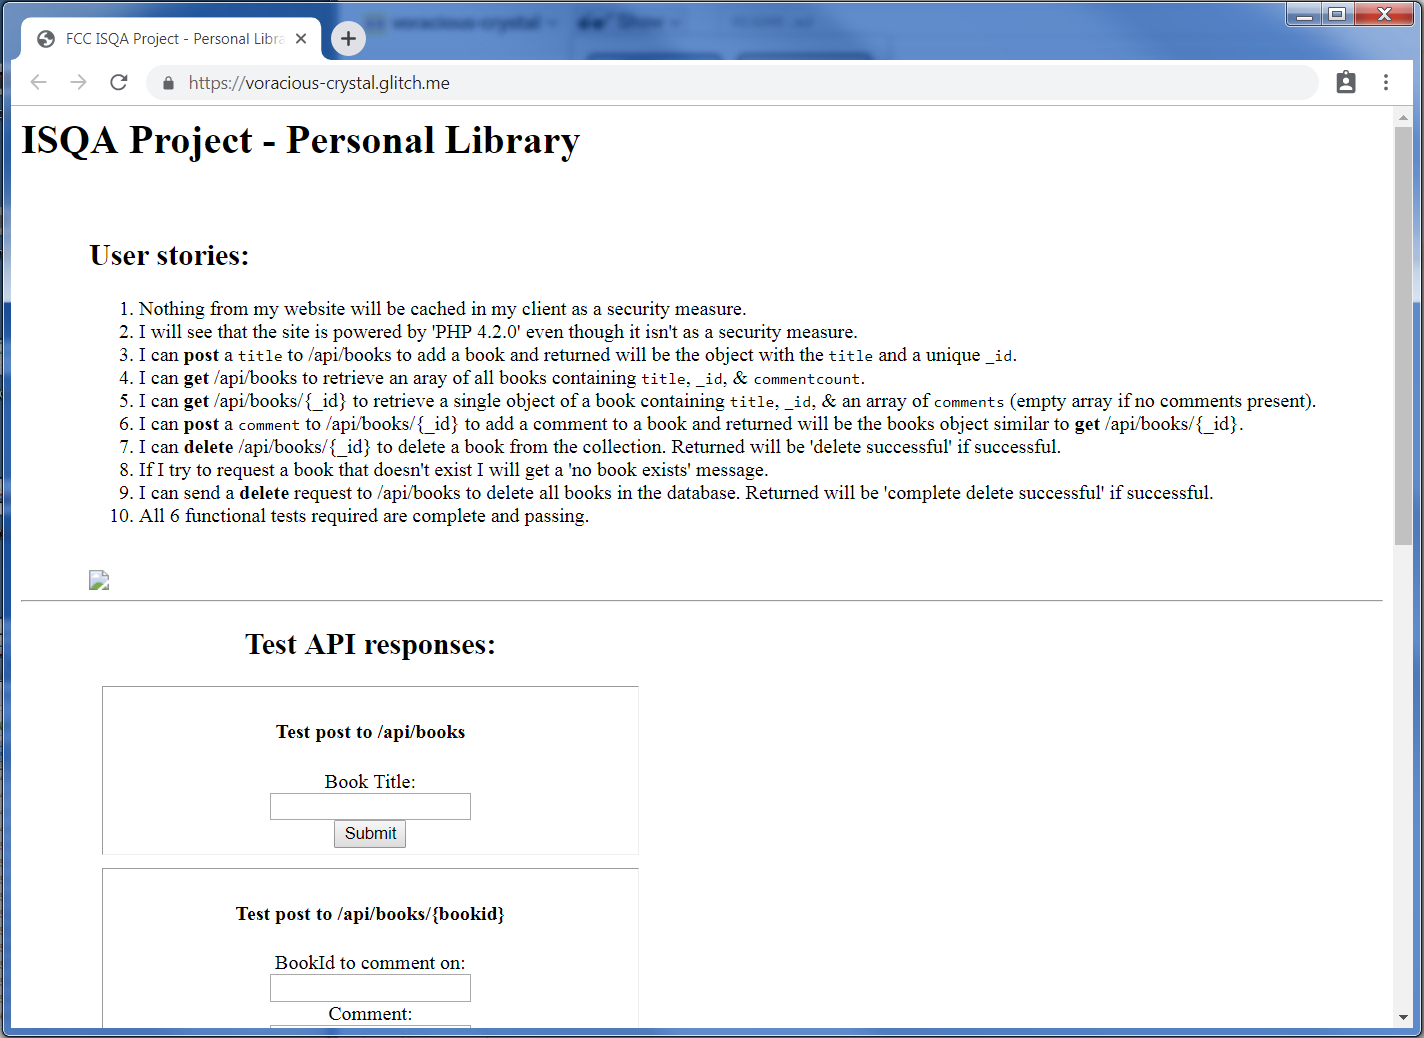 voracious-crystal
Show
README.md
FCC ISQA Project - Personal Libra
https://voracious-crystal.glitch.me
ISQA Project - Personal Library
User stories:
1. Nothing from my website will be cached in my client as a security measure.
2. I will see that the site is powered by 'PHP 4.2.0' even though it isn't as a security measure.
3. I can post a title to /api/books to add a book and returned will be the object with the title and a unique _id.
4. I can get /api/books to retrieve an aray of all books containing title, _id, & commentcount.
5. I can get /api/books/{_id} to retrieve a single object of a book containing title, _id, & an array of comments (empty array if no comments present).
6. I can post a comment to /api/books/{_id} to add a comment to a book and returned will be the books object similar to get /api/books/{_id}.
7. I can delete /api/books/{_id} to delete a book from the collection. Returned will be 'delete successful' if successful.
8. If I try to request a book that doesn't exist I will get a 'no book exists' message.
9. I can send a delete request to /api/books to delete all books in the database. Returned will be 'complete delete successful' if successful.
10. All 6 functional tests required are complete and passing.
Test API responses:
Test post to /api/books
Book Title:
Submit
Test post to /api/books/{bookid}
BookId to comment on:
Comment: